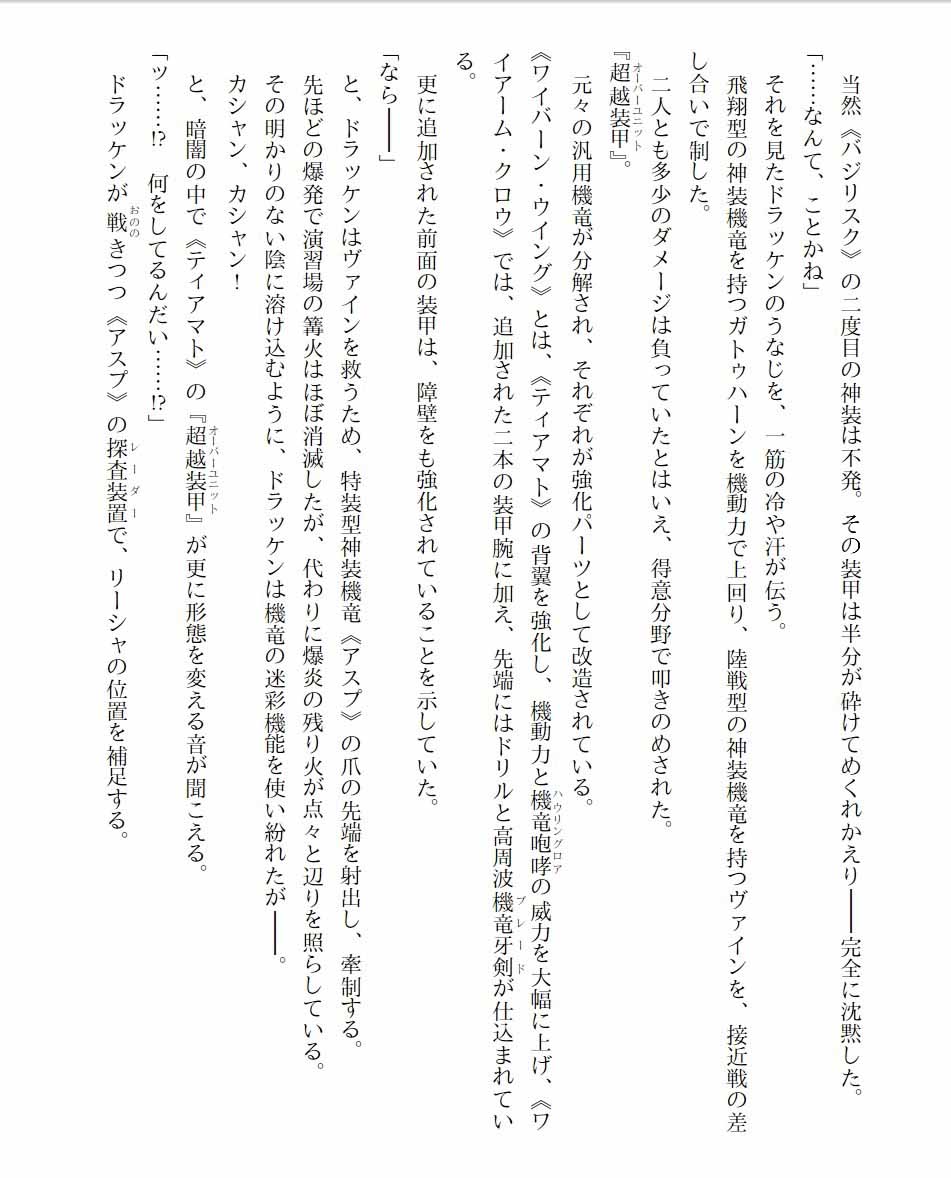 当然《バジリスク》の二度目の神装は不発。その装甲は半分が砕けてめくれかえり――完全に沈黙した。
「……なんて、ことかね」
それを見たドラッケンのうなじを、一筋の冷や汗が伝う。
飛翔型の神装機竜を持つガトゥハーンを機動力で上回り、陸戦型の神装機竜を持つヴァインを、接近戦の差
し合いで制した。
二人とも多少のダメージは負っていたとはいえ、得意分野で叩きのめされた。
『超越装甲』。
オーバーユニット
元々の汎用機竜が分解され、それぞれが強化パーツとして改造されている。
《ワイバーン・ウイング》とは、《ティアマト》の背翼を強化し、機動力と機竜咆哮の威力を大幅に上げ、《ワ
ハウリングロア
イアーム・クロウ》では、追加された二本の装甲腕に加え、先端にはドリルと高周波機竜牙剣が仕込まれてい
ブレード
る。
更に追加された前面の装甲は、障壁をも強化されていることを示していた。
「なら――」
と、ドラッケンはヴァインを救うため、特装型神装機竜《アスプ》の爪の先端を射出し、牽制する。
先ほどの爆発で演習場の篝火はほぼ消滅したが、代わりに爆炎の残り火が点々と辺りを照らしている。
その明かりのない陰に溶け込むように、ドラッケンは機竜の迷彩機能を使い紛れたが――。
カシャン、カシャン！
と、暗闇の中で《ティアマト》の『超越装甲』が更に形態を変える音が聞こえる。
オーバーユニット
「ッ……!?　何をしてるんだい……!?」
ドラッケンが戦きつつ《アスプ》の探査装置で、リーシャの位置を補足する。
おのの
レーダー